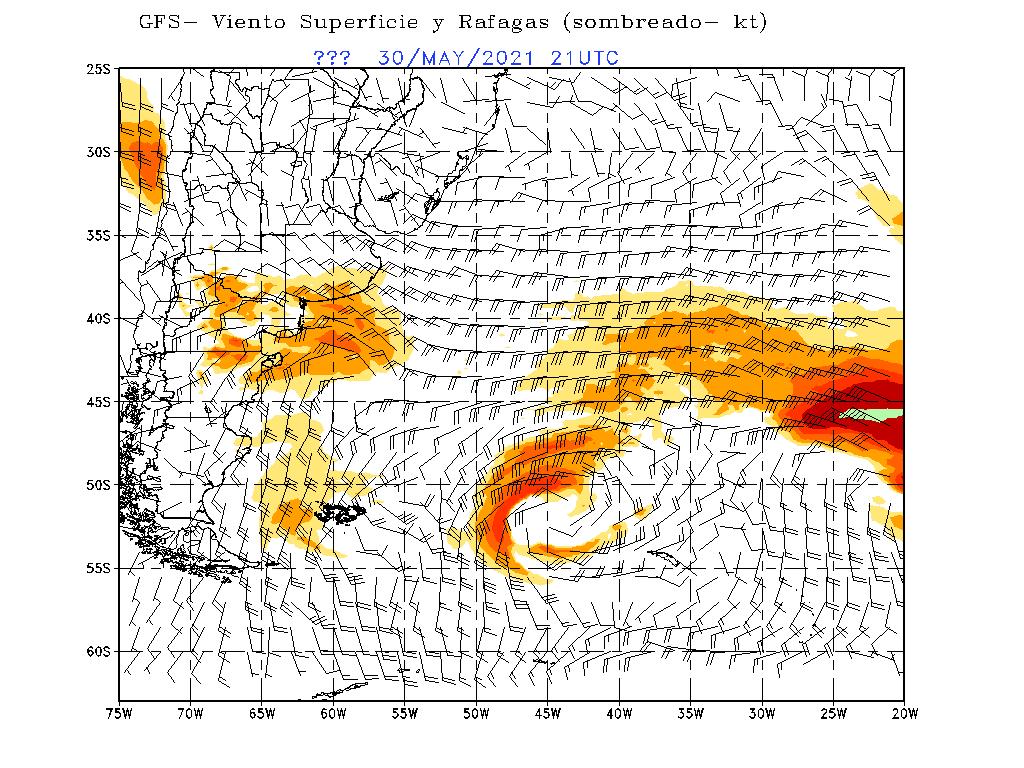 GFS− Viento Superficie y Rafagas (sombreado− kt)
??? 30/MAY/2021 21UTC
25S
30S
35S
40S
45S
50S
55S
60S
75W 70W 65W 60W 55W 50W 45W 40W 35W 30W 25W 20W